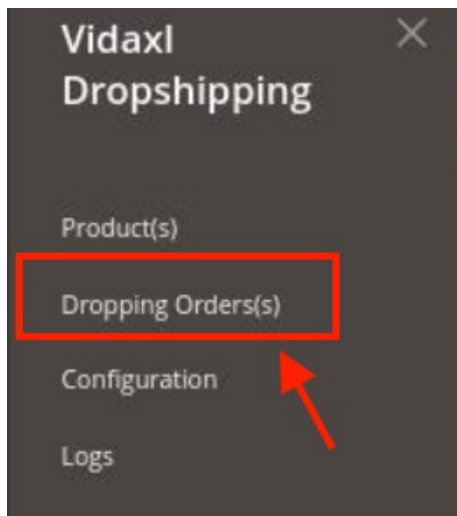 Vidaxl
Dropshipping
Product(s)
Dropping Orders(s)
Configuration
Logs